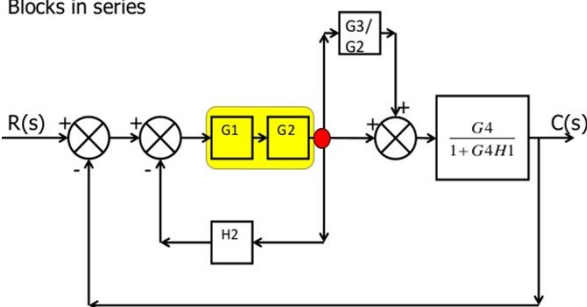 Blocks in series
G3/
G2
R(s)
+
+
G1
G2
+
+
G4
1+G4H1
C(s)
-
-
H2